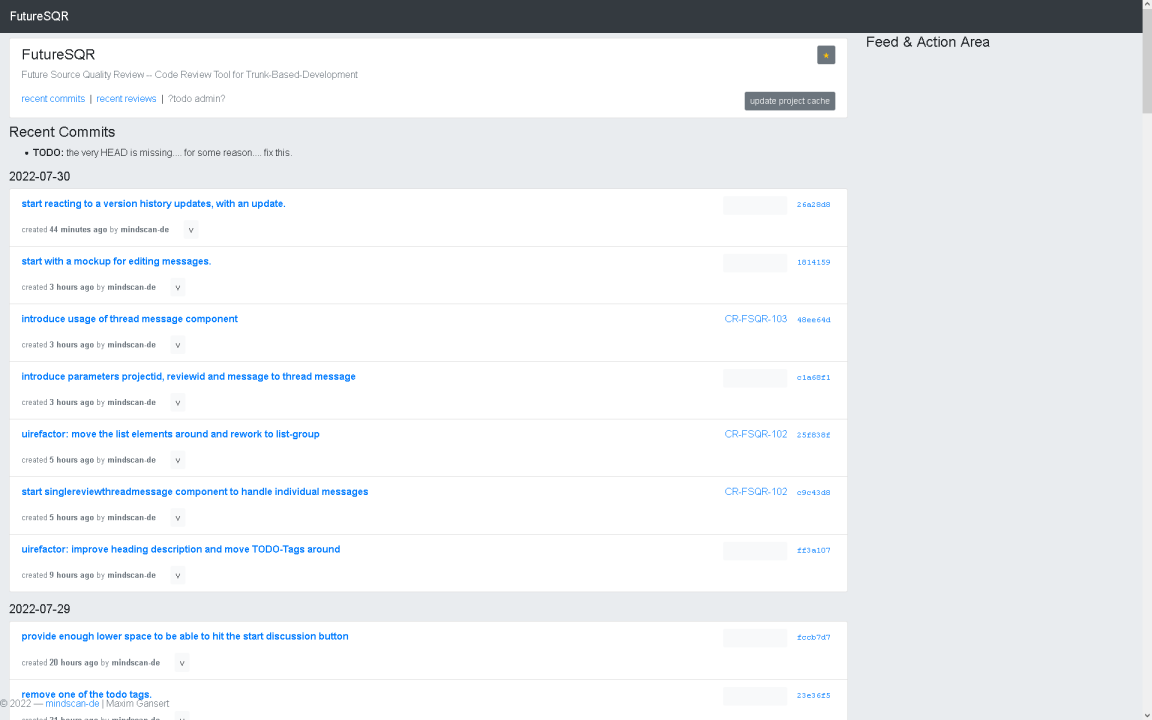 FutureSQR
FutureSQR
★
Future Source Quality Review -- Code Review Tool for Trunk-Based-Development
recent commits | recent reviews | ?todo admin?
update project cache
Feed & Action Area
Recent Commits
• TODO: the very HEAD is missing.... for some reason.... fix this.
2022-07-30
start reacting to a version history updates, with an update.
26a28d8
created 44 minutes ago by mindscan-de v
start with a mockup for editing messages.
1814159
created 3 hours ago by mindscan-de v
introduce usage of thread message component
CR-FSQR-103 48ee64d
created 3 hours ago by mindscan-de v
introduce parameters projectid, reviewid and message to thread message
c1a68f1
created 3 hours ago by mindscan-de v
uirefactor: move the list elements around and rework to list-group
CR-FSQR-102 25f838f
created 5 hours ago by mindscan-de v
start singlereviewthreadmessage component to handle individual messages
CR-FSQR-102 c9c43d8
created 5 hours ago by mindscan-de v
uirefactor: improve heading description and move TODO-Tags around
ff3a107
created 9 hours ago by mindscan-de v
2022-07-29
provide enough lower space to be able to hit the start discussion button
fccb7d7
created 20 hours ago by mindscan-de v
remove one of the todo tags.
23e36f5
© 2022 — mindscan-de | Maxim Gansert
created 21 hours ago by mindscan-de v